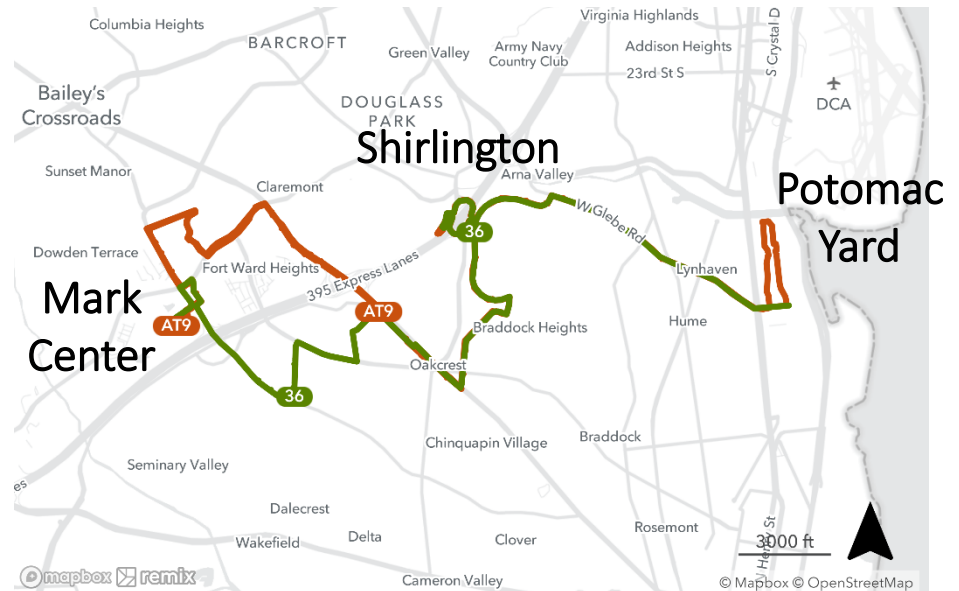 Columbia Heights
Virginia Highlands
BARCROFT
Green Valley
Army Navy
Country Club
Addison Heights
23rd St S
S Crystal D
DCA
Bailey's
Crossroads
DOUGLASS
PARK
Shirlington
Sunset Manor
Claremont
Arna Valley
Potomac
Yard
W Glebe Rd
36
Dowden Terrace
Fort Ward Heights
395 Express Lanes
Lynhaven
Mark
Center
AT9
AT9
Hume
Braddock Heights
Oakcrest
36
Chinquapin Village
Braddock
Seminary Valley
es
Dalecrest
Delta
Wakefield
Clover
Rosemont
N Henry St
3000 ft
mapbox remix
Cameron Valley
© Mapbox © OpenStreetMap